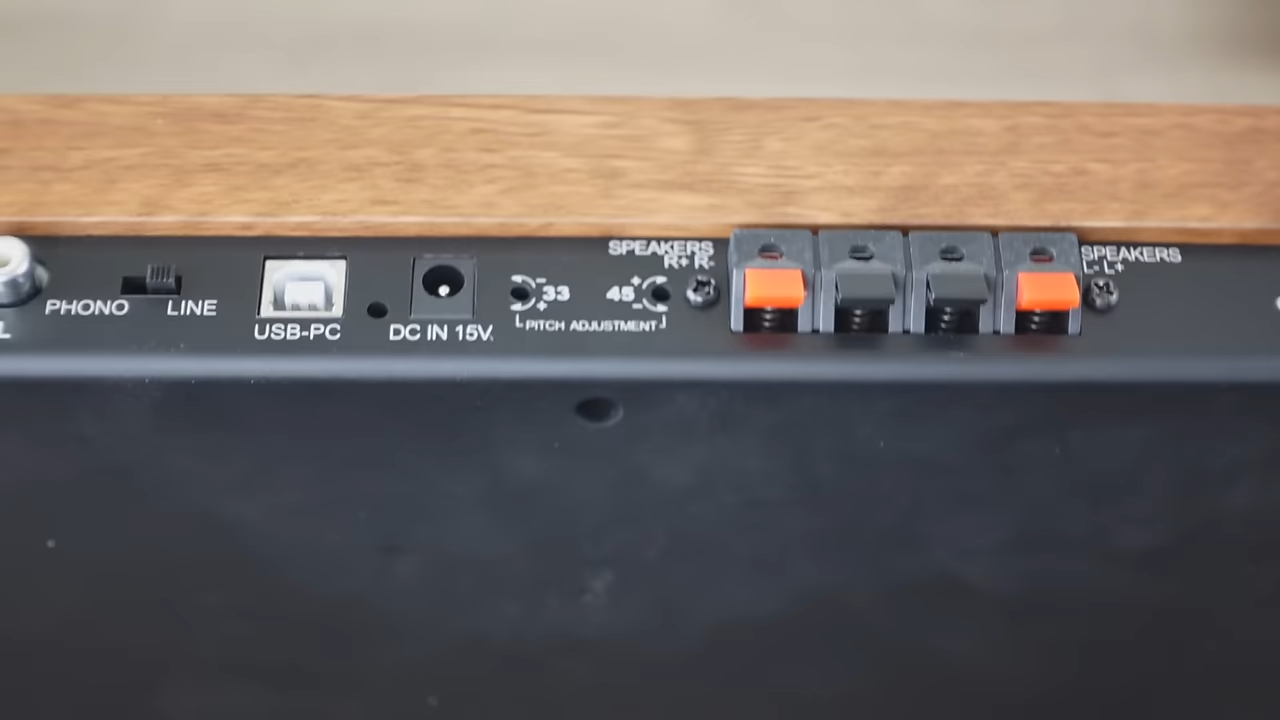 L
PHONO LINE
USB-PC
DC IN 15V
- 33
+
+ 45
-
PITCH ADJUSTMENT
SPEAKERS
R+ R-
SPEAKERS
L- L+